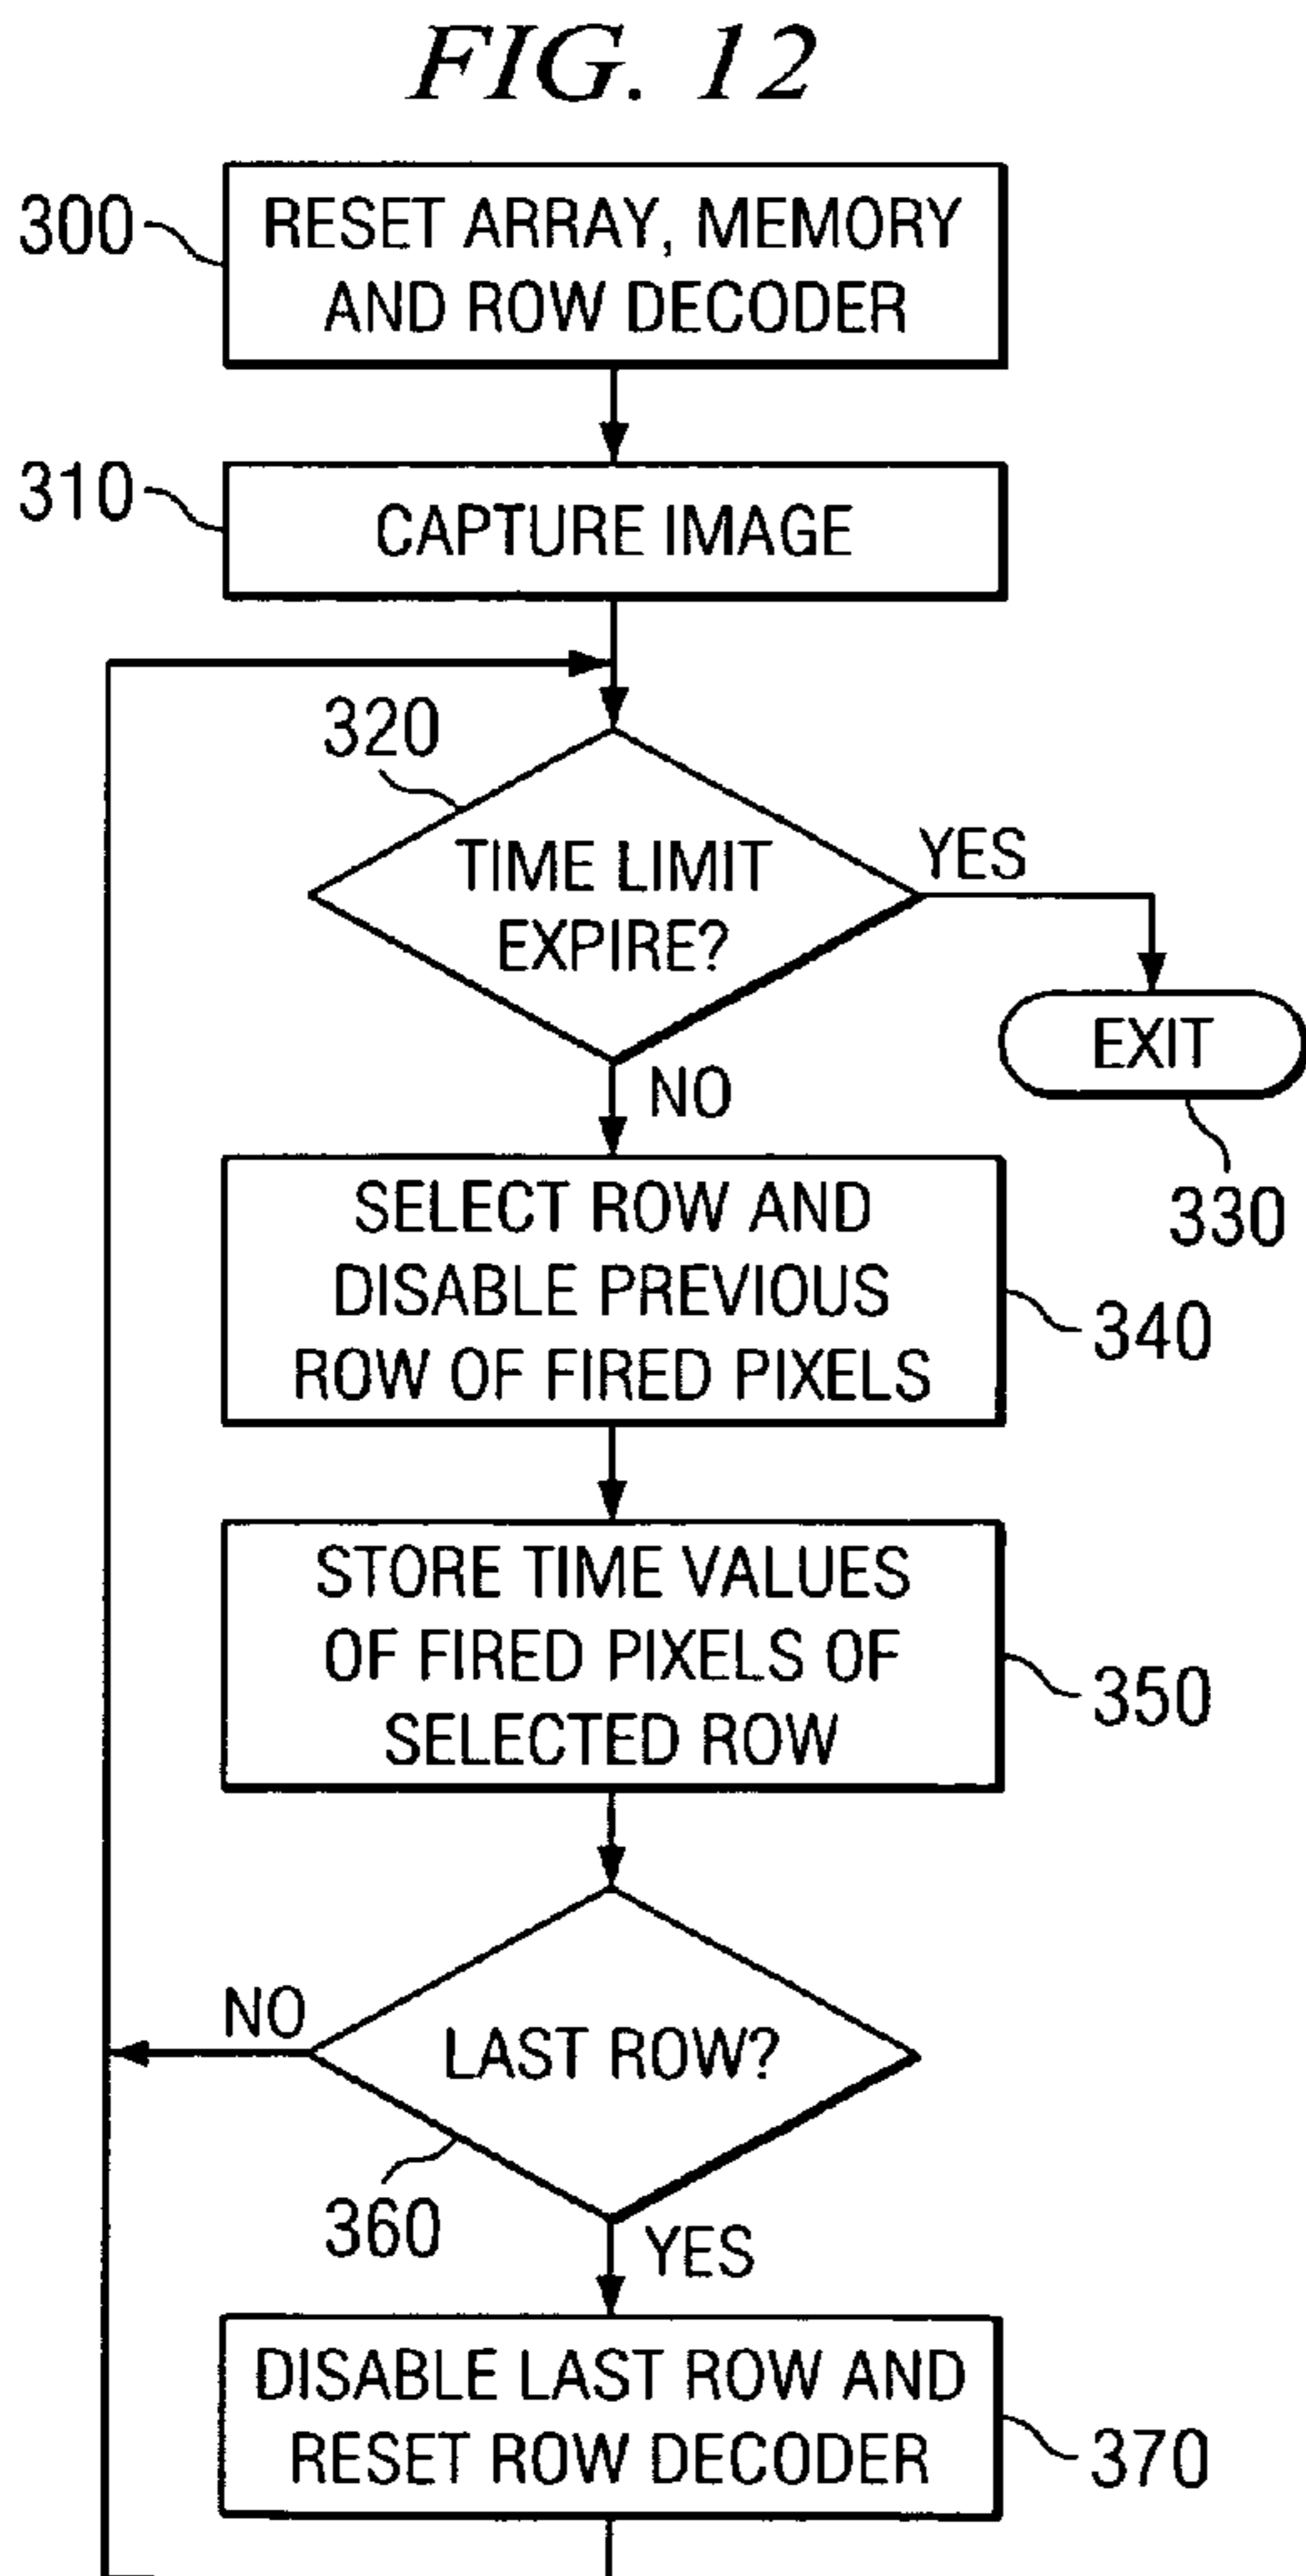 FIG. 12
300
RESET ARRAY, MEMORY
AND ROW DECODER
310
CAPTURE IMAGE
320
TIME LIMIT
EXPIRE?
YES
EXIT
330
NO
SELECT ROW AND
DISABLE PREVIOUS
ROW OF FIRED PIXELS
340
STORE TIME VALUES
OF FIRED PIXELS OF
SELECTED ROW
350
NO
LAST ROW?
360
YES
DISABLE LAST ROW AND
RESET ROW DECODER
370